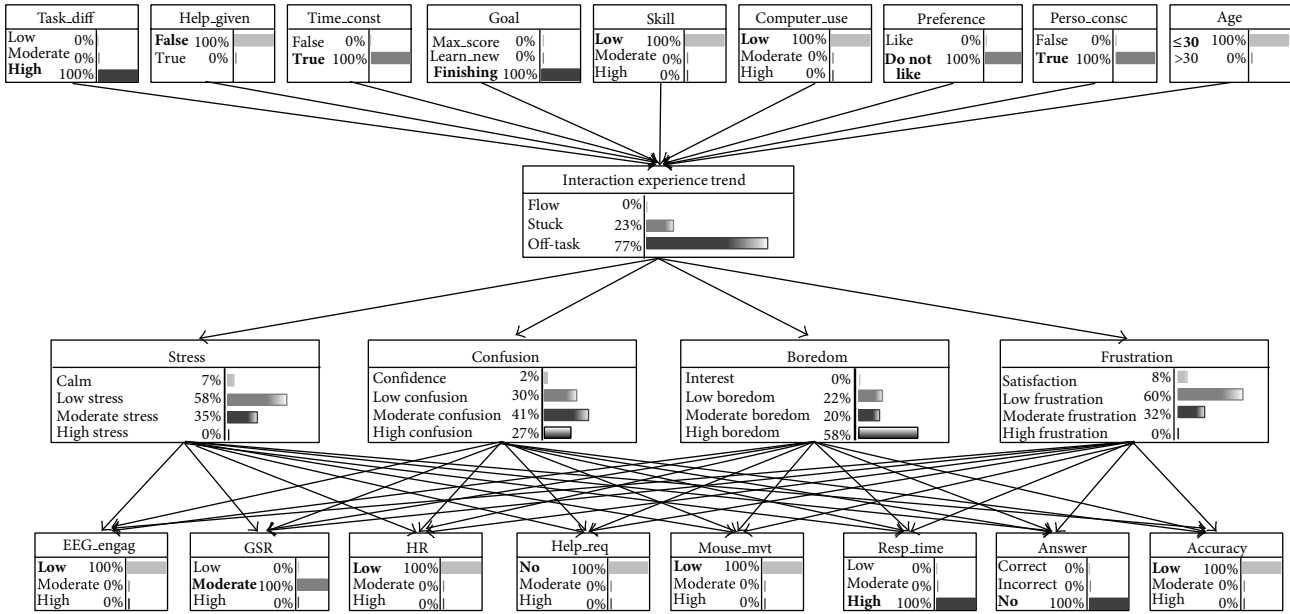 Task_diff
Low 0%
Moderate 0%
High 100%
Help_given
False 100%
True 0%
Time_const
False 0%
True 100%
Goal
Max_score 0%
Learn_new 0%
Finishing 100%
Skill
Low 100%
Moderate 0%
High 0%
Computer_use
Low 100%
Moderate 0%
High 0%
Preference
Like 0%
Do not 100%
like
Perso_consc
False 0%
True 100%
Age
≤30 100%
>30 0%
Interaction experience trend
Flow 0%
Stuck 23%
Off-task 77%
Stress
Calm 7%
Low stress 58%
Moderate stress 35%
High stress 0%
Confusion
Confidence 2%
Low confusion 30%
Moderate confusion 41%
High confusion 27%
Boredom
Interest 0%
Low boredom 22%
Moderate boredom 20%
High boredom 58%
Frustration
Satisfaction 8%
Low frustration 60%
Moderate frustration 32%
High frustration 0%
EEG_engag
Low 100%
Moderate 0%
High 0%
GSR
Low 0%
Moderate 100%
High 0%
HR
Low 100%
Moderate 0%
High 0%
Help_req
No 100%
Moderate 0%
High 0%
Mouse_mvt
Low 100%
Moderate 0%
High 0%
Resp_time
Low 0%
Moderate 0%
High 100%
Answer
Correct 0%
Incorrect 0%
No 100%
Accuracy
Low 100%
Moderate 0%
High 0%